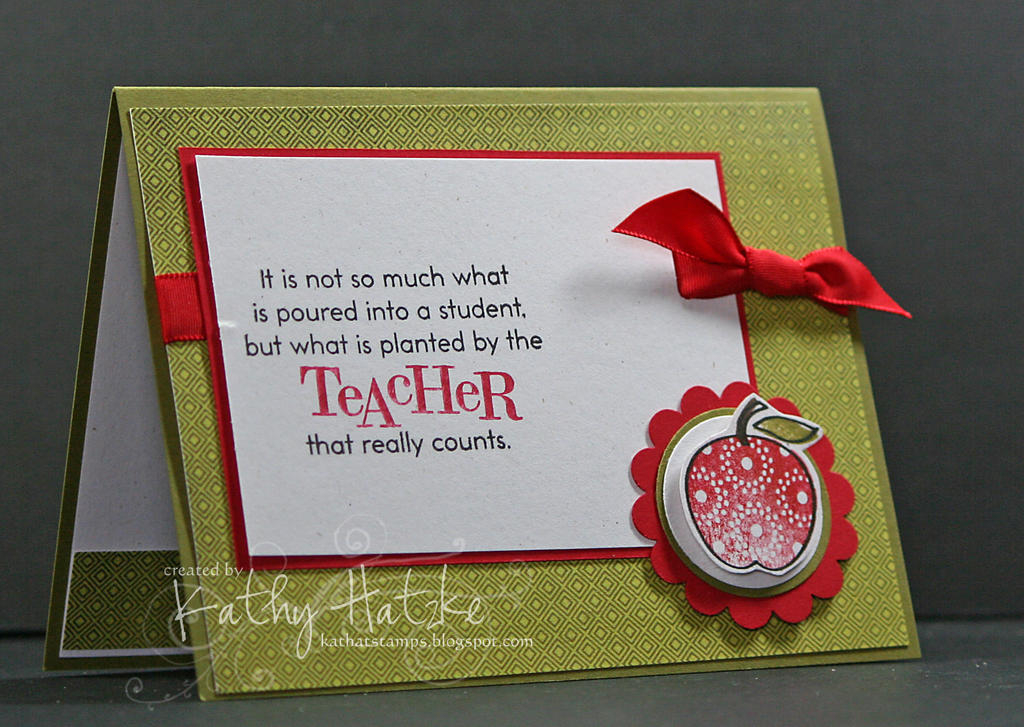 It is not so much what
is poured into a student,
but what is planted by the
TeAcHeR
that really counts.
created by
Kathy Hatzke
kathatstamps.blogspot.com